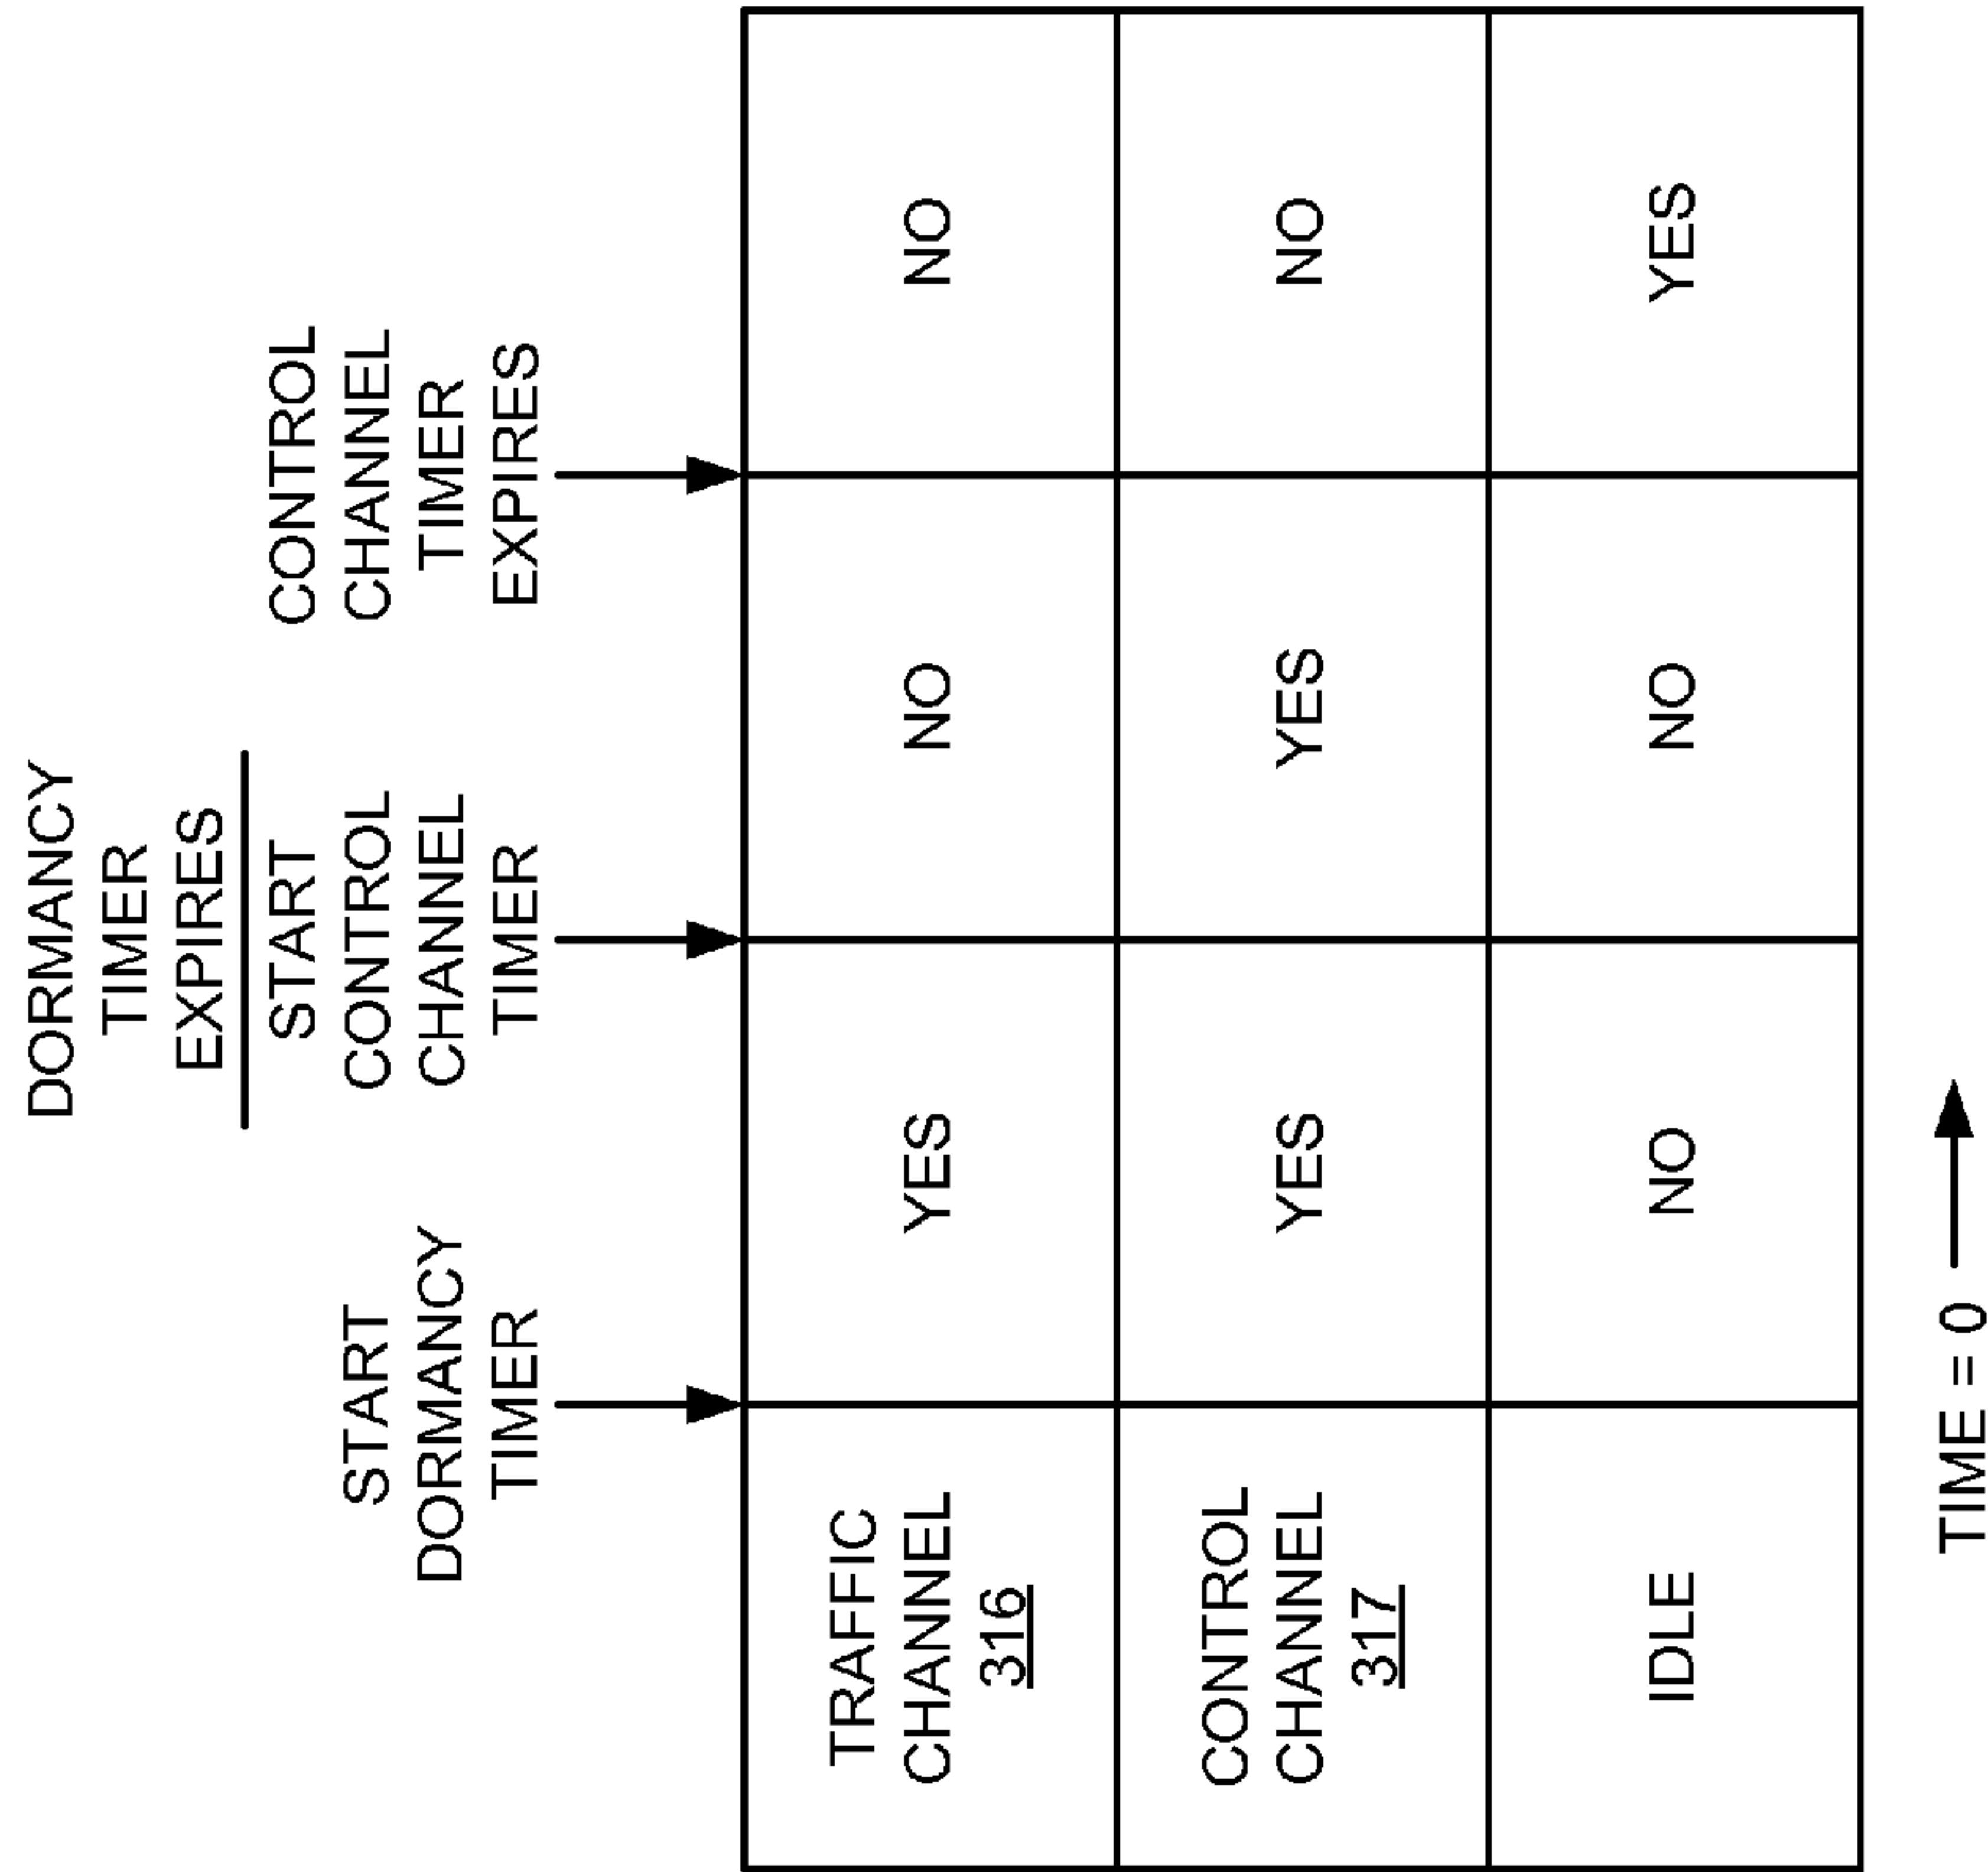 START
DORMANCY
TIMER
DORMANCY
TIMER
EXPIRES
START
CONTROL
CHANNEL
TIMER
CONTROL
CHANNEL
TIMER
EXPIRES
TRAFFIC
CHANNEL
316
YES
NO
NO
CONTROL
CHANNEL
317
YES
YES
NO
IDLE
NO
NO
YES
TIME = 0